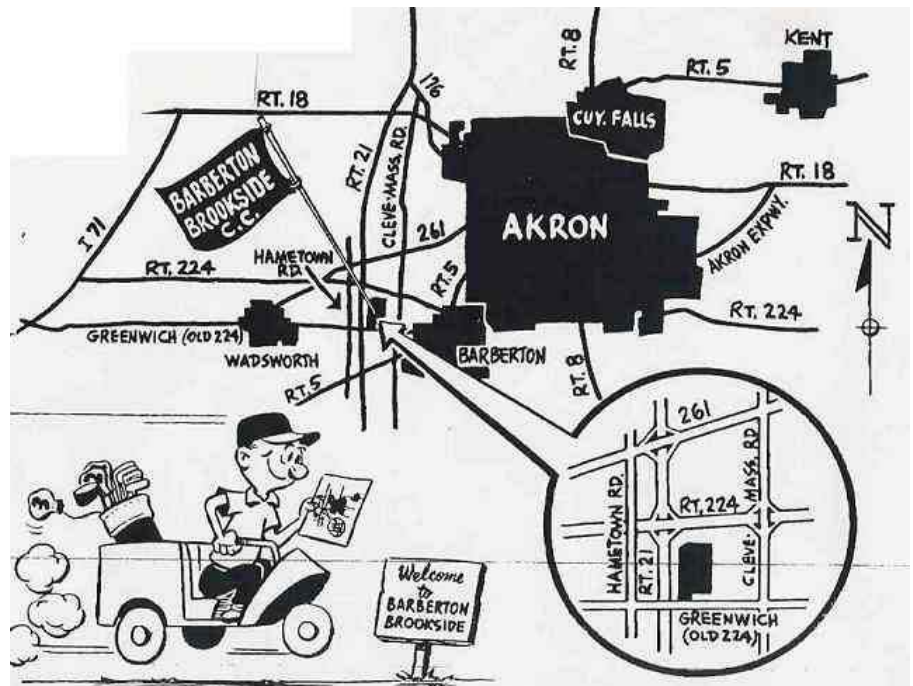 RT. 8
KENT
RT. 5
176
RT. 18
CUY. FALLS
RT. 21
CLEVE-MASS. RD.
BARBERTON
BROOKSIDE
C.C.
RT. 18
I 71
261
AKRON
AKRON EXPWY.
N
HAMETOWN
RD.
RT. 224
RT. 5
RT. 224
GREENWICH (OLD 224)
WADSWORTH
BARBERTON
RT. 5
RT. 8
261
HAMETOWN RD.
RT. 21
RT. 224
CLEVE-MASS. RD
GREENWICH
(OLD 224)
Welcome
to
BARBERTON
BROOKSIDE